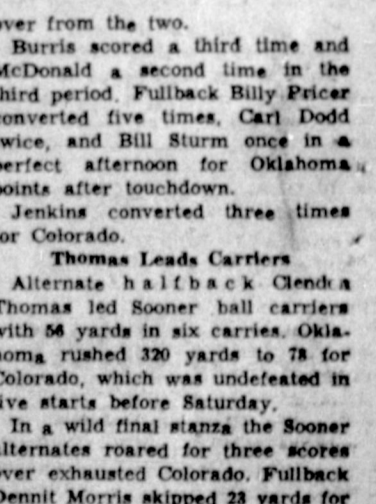 over from the two.
Burris scored a third time and
McDonald a second time in the
third period. Fullback Billy Pricer
converted five times, Carl Dodd
twice, and Bill Sturm once in a
perfect afternoon for Oklahoma
points after touchdown.
Jenkins converted three times
for Colorado.
Thomas Leads Carriers
Alternate halfback Clendon
Thomas led Sooner ball carriers
with 56 yards in six carries. Okla-
homa rushed 320 yards to 78 for
Colorado, which was undefeated in
five starts before Saturday.
In a wild final stanza the Sooner
alternates roared for three scores
over exhausted Colorado. Fullback
Dennit Morris skipped 23 yards for